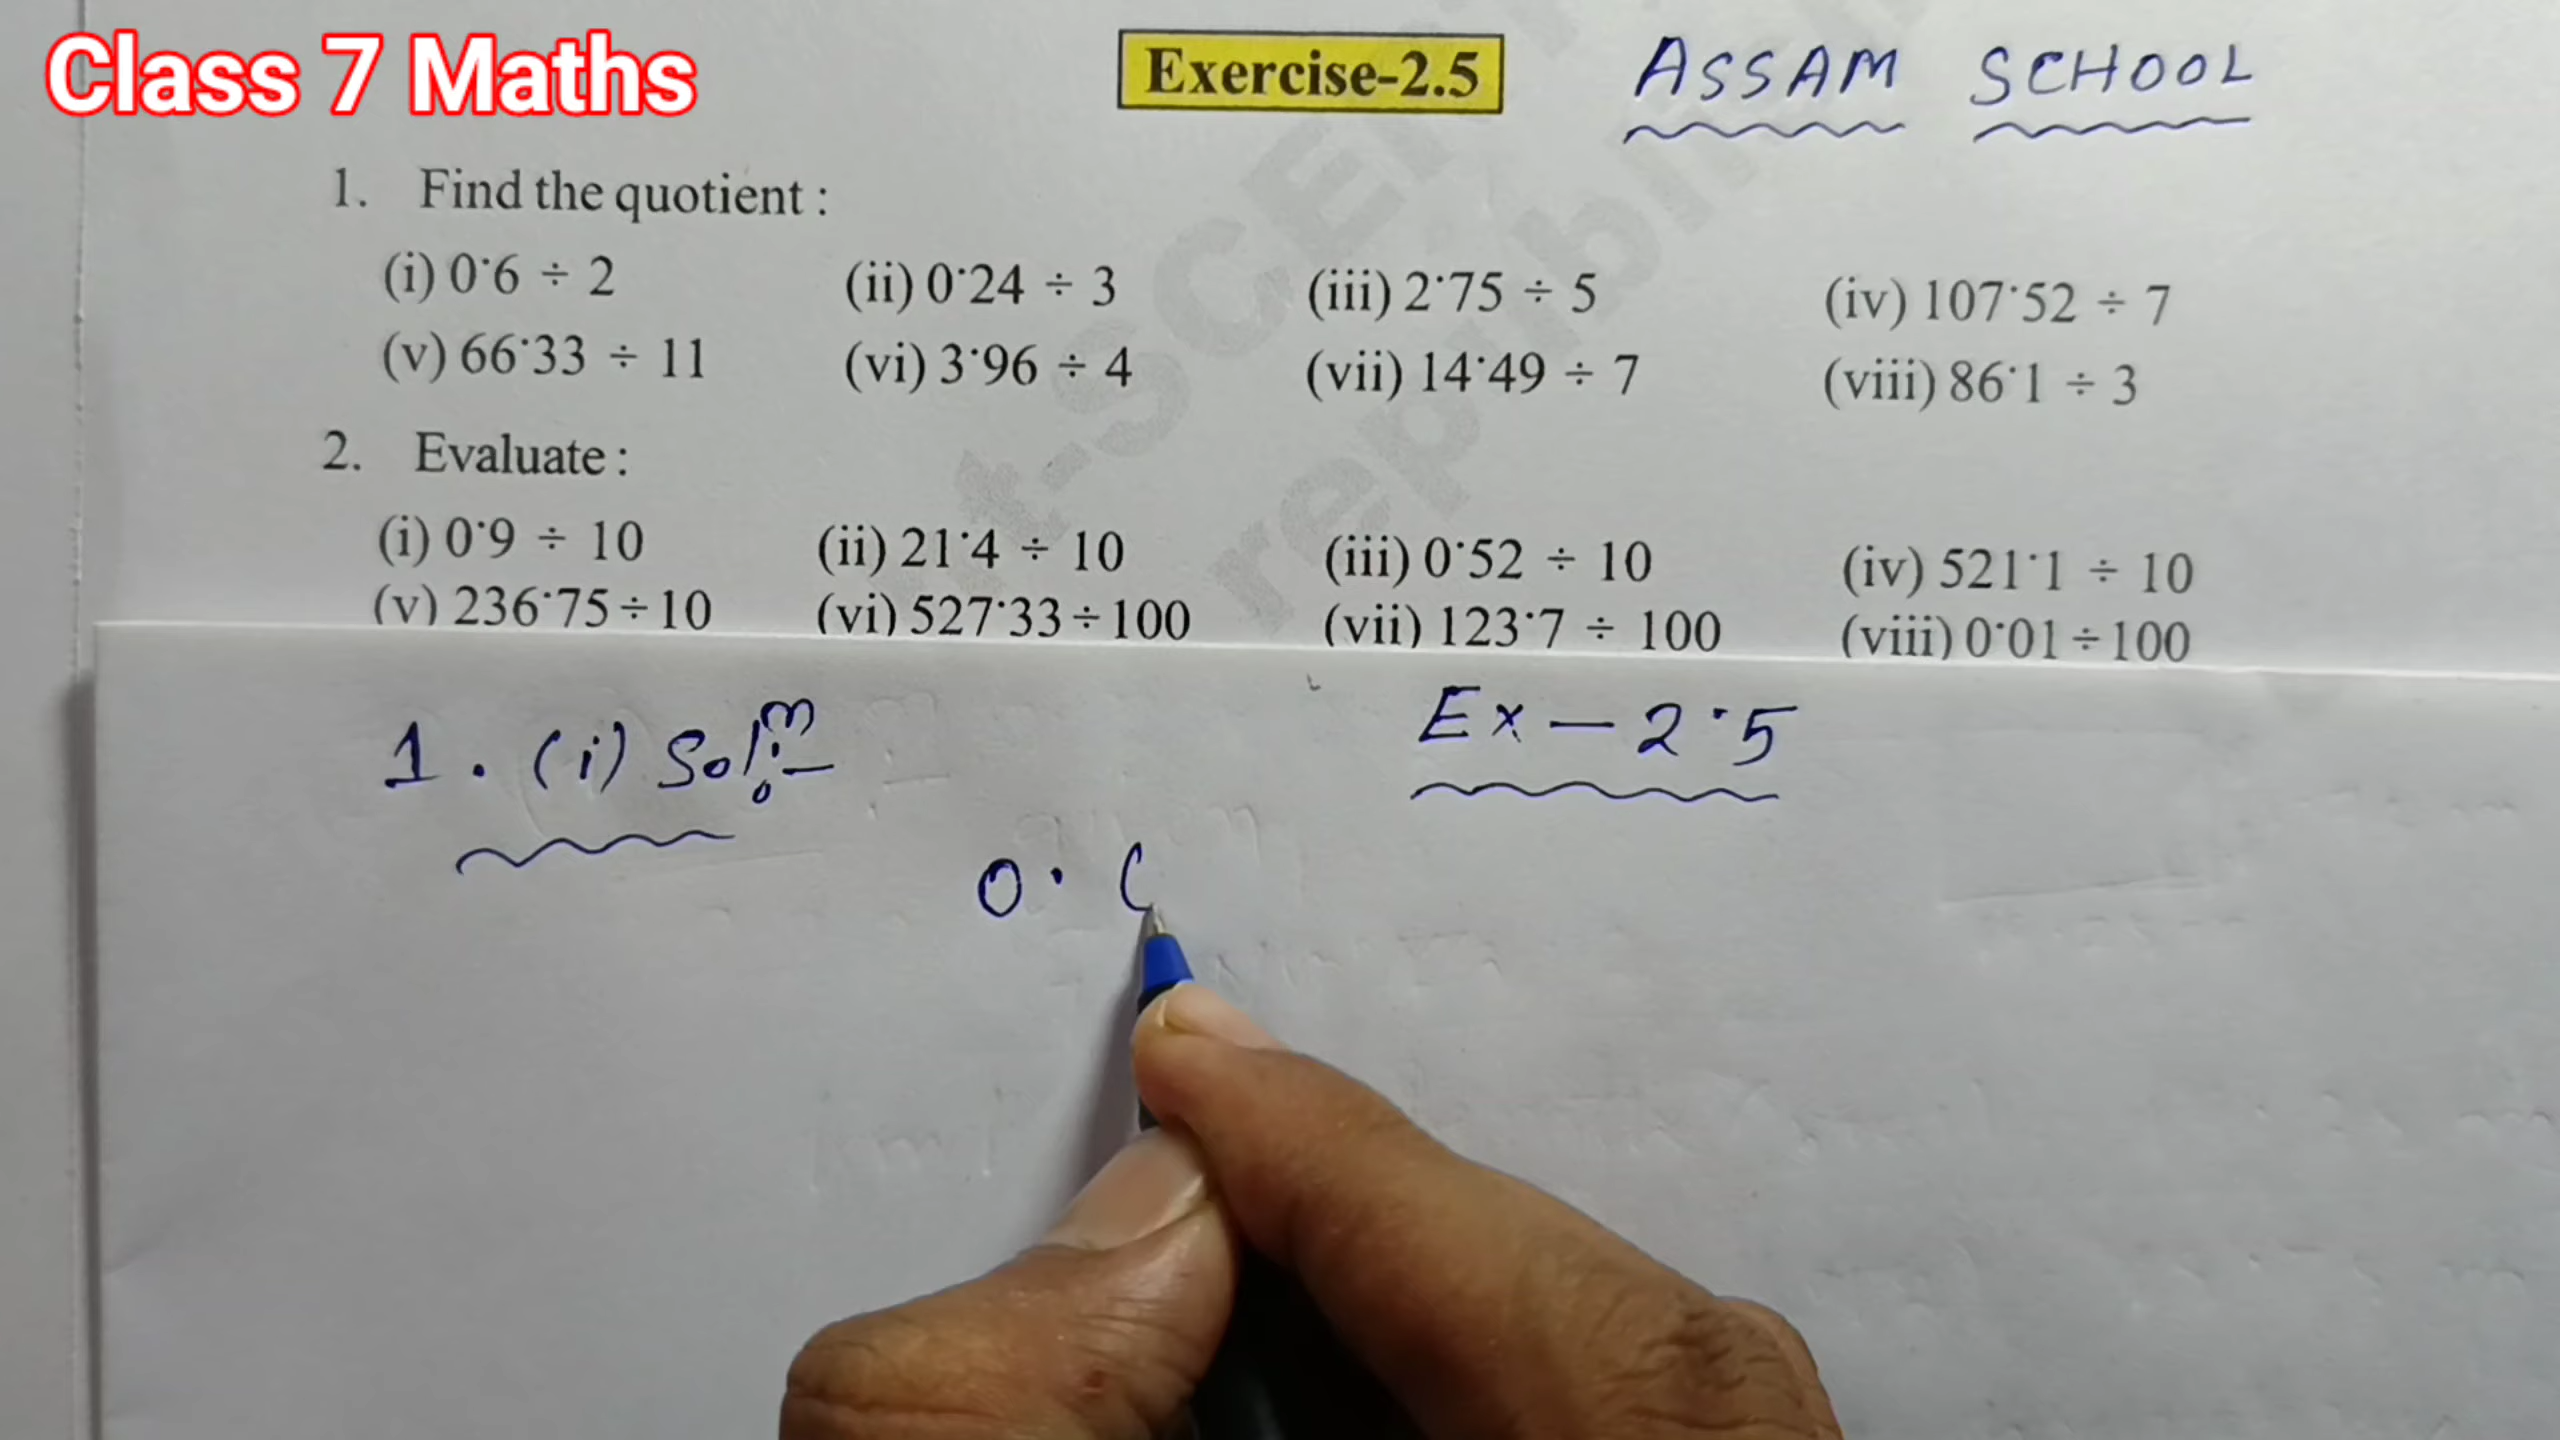 Class 7 Maths
Exercise-2.5 ASSAM SCHOOL
1. Find the quotient :
(i) 0·6 ÷ 2 (ii) 0·24 ÷ 3 (iii) 2·75 ÷ 5 (iv) 107·52 ÷ 7
(v) 66·33 ÷ 11 (vi) 3·96 ÷ 4 (vii) 14·49 ÷ 7 (viii) 86·1 ÷ 3
2. Evaluate :
(i) 0·9 ÷ 10 (ii) 21·4 ÷ 10 (iii) 0·52 ÷ 10 (iv) 521·1 ÷ 10
(v) 236·75 ÷ 10 (vi) 527·33 ÷ 100 (vii) 123·7 ÷ 100 (viii) 0·01 ÷ 100
1. (i) Solⁿ:- Ex – 2·5
0·